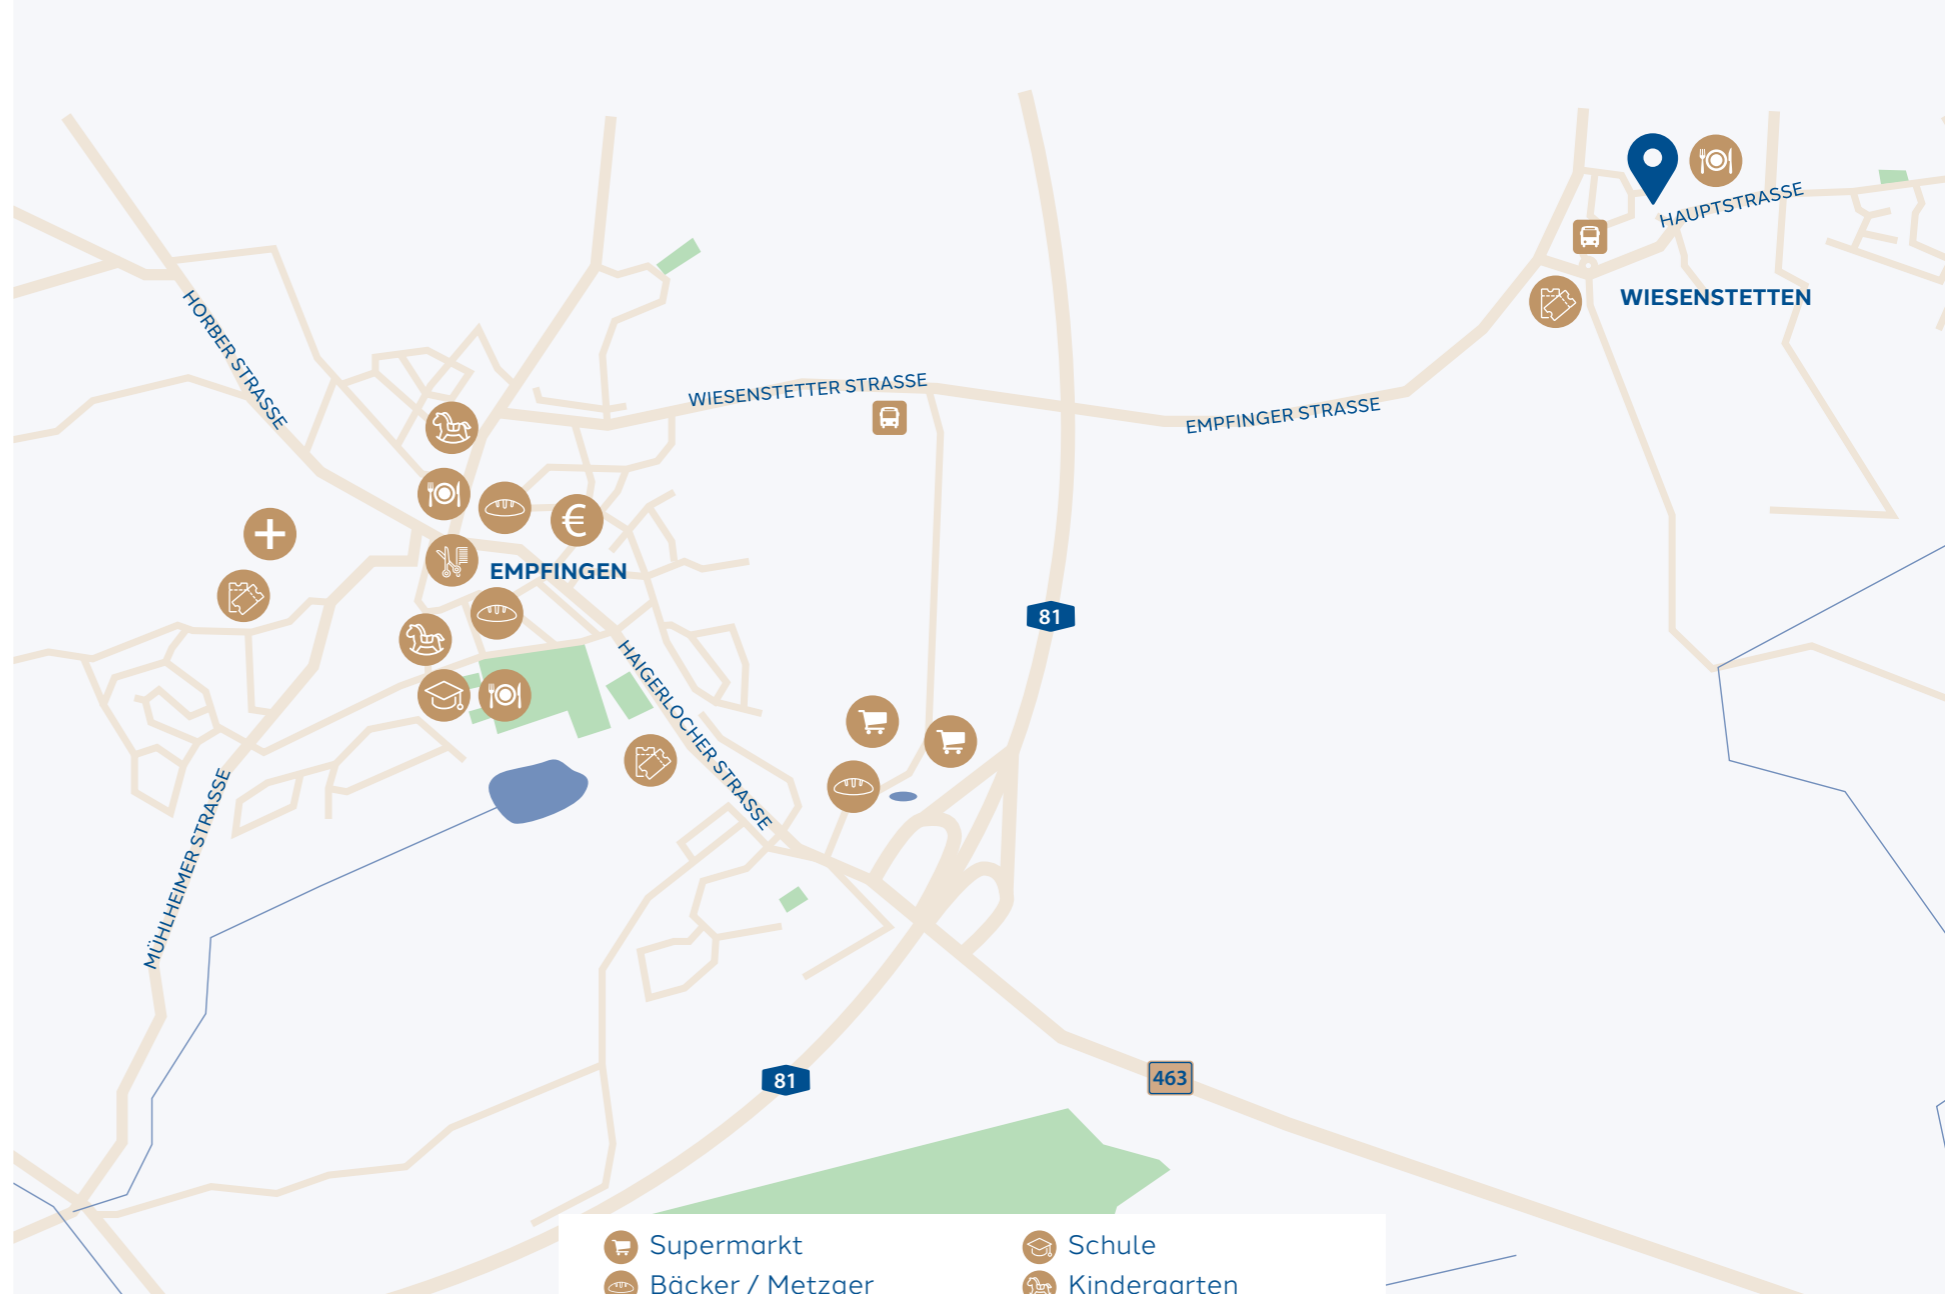 HAUPTSTRASSE
WIESENSTETTEN
HORBER STRASSE
WIESENSTETTER STRASSE
EMPFINGER STRASSE
€
EMPFINGEN
81
HAIGERLOCHER STRASSE
MÜHLHEIMER STRASSE
81
463
Supermarkt
Schule
Bäcker / Metzger
Kindergarten